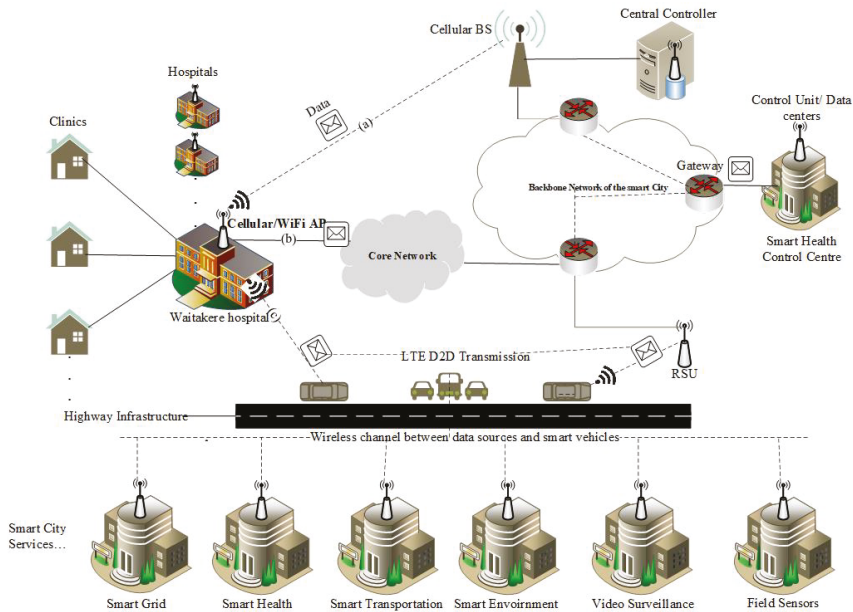 Central Controller
Cellular BS
Hospitals
Data
Control Unit/ Data
centers
Clinics
(a)
Gateway
Backbone Network of the smart City
Cellular/WiFi AP
(b)
Core Network
Smart Health
Control Centre
Waitakere hospital
(c)
LTE D2D Transmission
RSU
Highway Infrastructure
Wireless channel between data sources and smart vehicles
Smart City
Services...
Smart Grid
Smart Health
Smart Transportation
Smart Envoirnment
Video Surveillance
Field Sensors